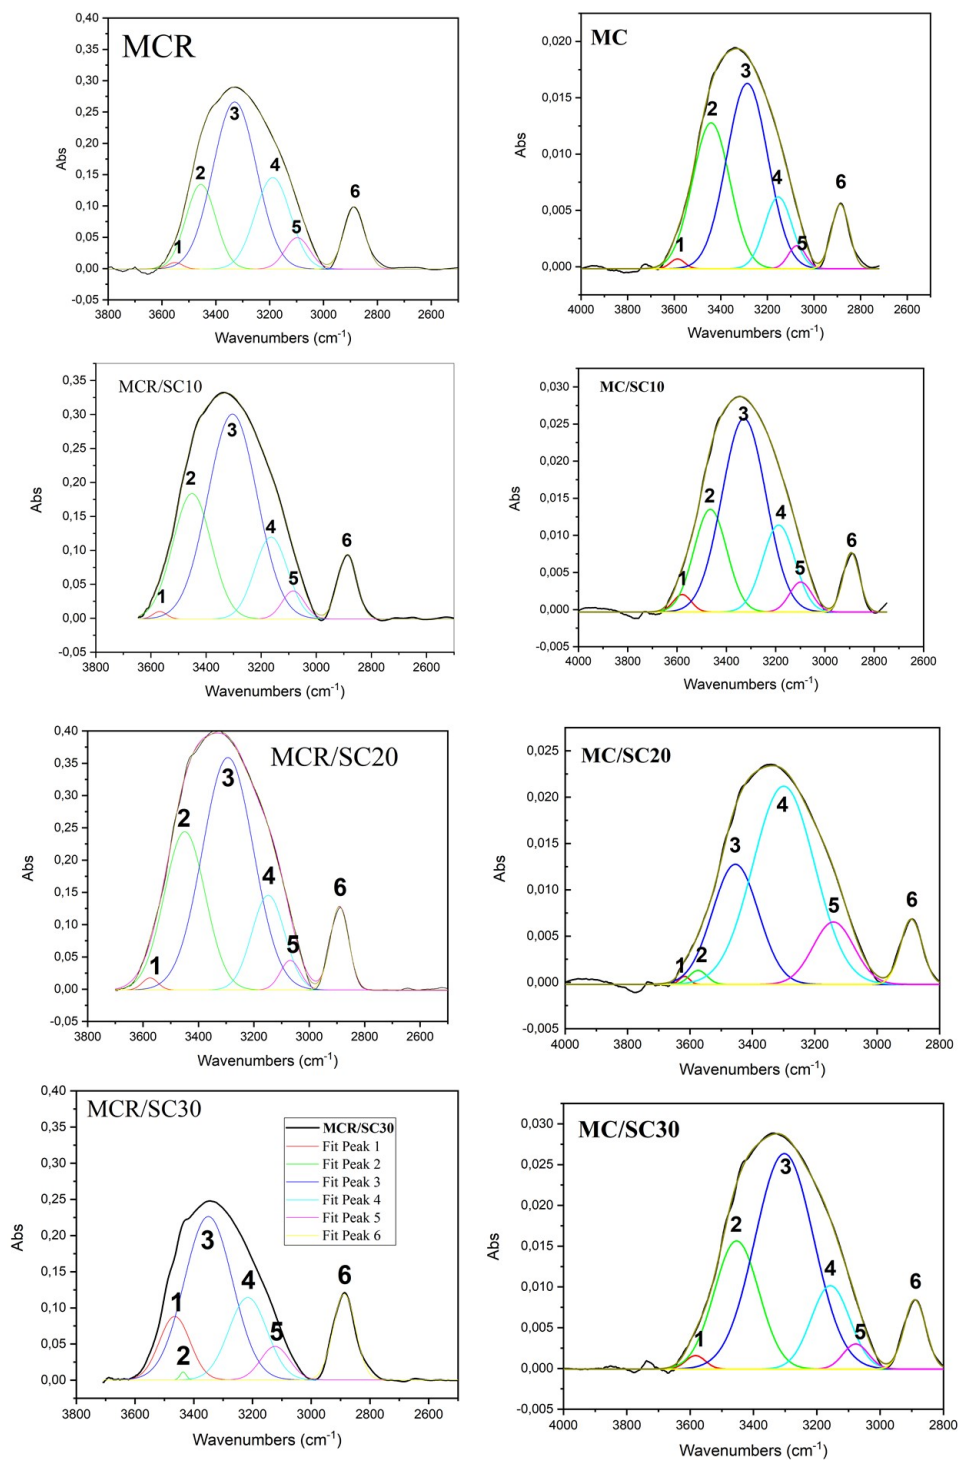 MCR
0,40
0,35
0,30
0,25
0,20
0,15
0,10
0,05
0,00
-0,05
Abs
1
2
3
4
5
6
3800 3600 3400 3200 3000 2800 2600
Wavenumbers (cm-1)
MC
0,020
0,015
0,010
0,005
0,000
Abs
1
2
3
4
5
6
4000 3800 3600 3400 3200 3000 2800 2600
Wavenumbers (cm-1)
MCR/SC10
0,35
0,30
0,25
0,20
0,15
0,10
0,05
0,00
-0,05
Abs
1
2
3
4
5
6
3800 3600 3400 3200 3000 2800 2600
Wavenumbers (cm-1)
MC/SC10
0,030
0,025
0,020
0,015
0,010
0,005
0,000
-0,005
Abs
1
2
3
4
5
6
4000 3800 3600 3400 3200 3000 2800 2600
Wavenumbers (cm-1)
MCR/SC20
0,40
0,35
0,30
0,25
0,20
0,15
0,10
0,05
0,00
-0,05
Abs
1
2
3
4
5
6
3800 3600 3400 3200 3000 2800 2600
Wavenumbers (cm-1)
MC/SC20
0,025
0,020
0,015
0,010
0,005
0,000
-0,005
Abs
1
2
3
4
5
6
4000 3800 3600 3400 3200 3000 2800
Wavenumbers (cm-1)
MCR/SC30
0,40
0,35
0,30
0,25
0,20
0,15
0,10
0,05
0,00
Abs
MCR/SC30
Fit Peak 1
Fit Peak 2
Fit Peak 3
Fit Peak 4
Fit Peak 5
Fit Peak 6
1
2
3
4
5
6
3800 3600 3400 3200 3000 2800 2600
Wavenumbers (cm-1)
MC/SC30
0,030
0,025
0,020
0,015
0,010
0,005
0,000
-0,005
Abs
1
2
3
4
5
6
4000 3800 3600 3400 3200 3000 2800
Wavenumbers (cm-1)